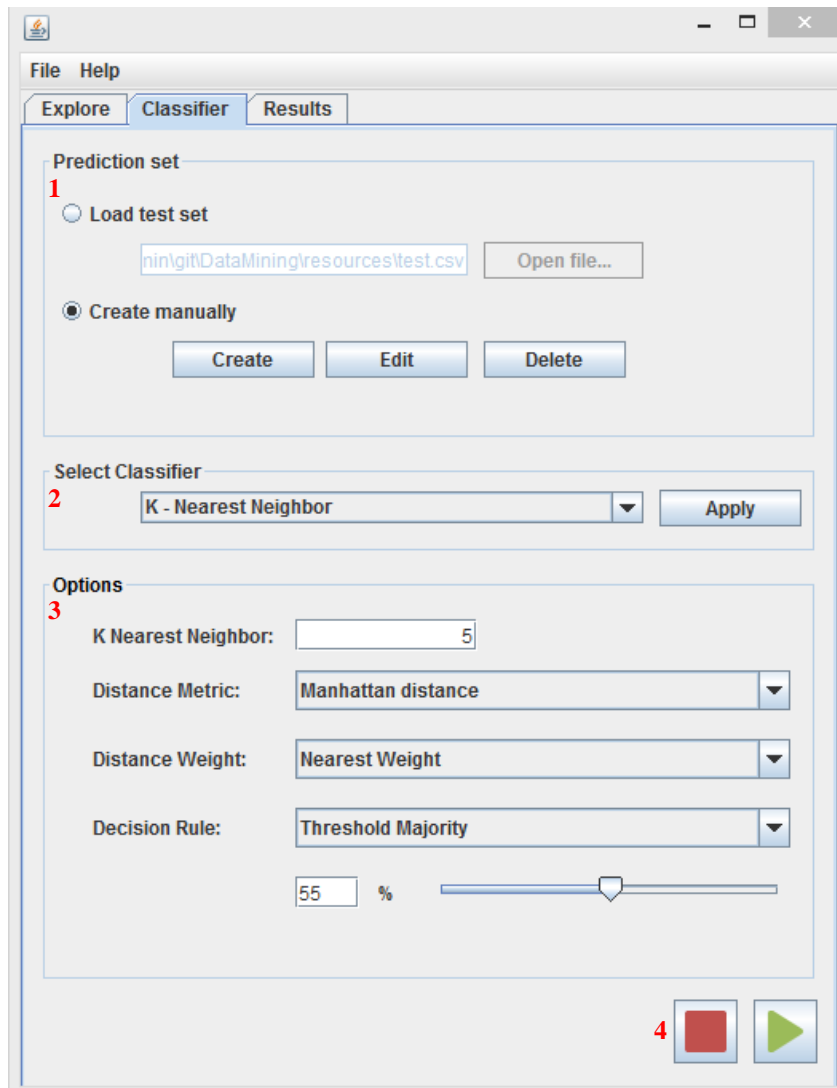 File Help
Explore Classifier Results
Prediction set
1
Load test set
nin\git\DataMining\resources\test.csv Open file...
Create manually
Create Edit Delete
Select Classifier
2
K - Nearest Neighbor Apply
Options
3
K Nearest Neighbor: 5
Distance Metric: Manhattan distance
Distance Weight: Nearest Weight
Decision Rule: Threshold Majority
55 %
4